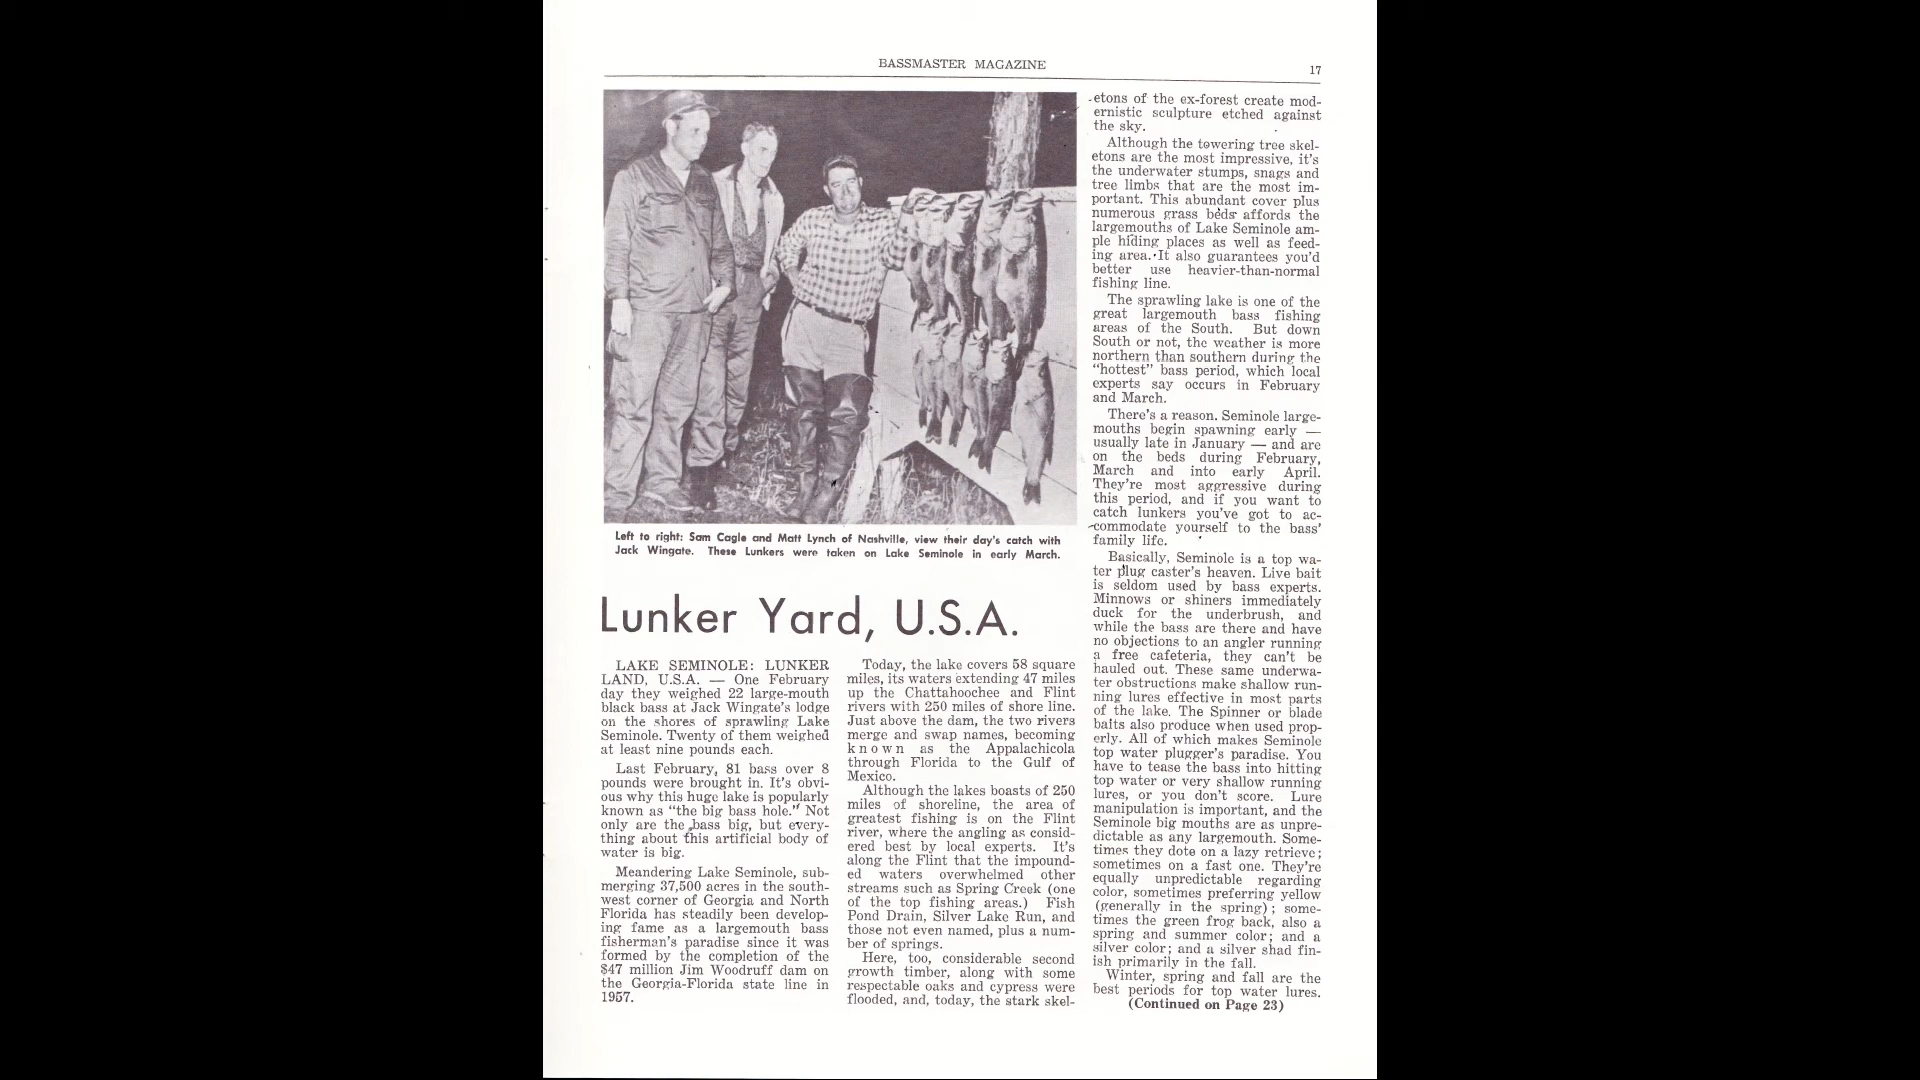 BASSMASTER MAGAZINE
17
Left to right: Sam Cagle and Matt Lynch of Nashville, view their day's catch with
Jack Wingate. These Lunkers were taken on Lake Seminole in early March.
Lunker Yard, U.S.A.
LAKE SEMINOLE: LUNKER
LAND, U.S.A. — One February
day they weighed 22 large-mouth
black bass at Jack Wingate's lodge
on the shores of sprawling Lake
Seminole. Twenty of them weighed
at least nine pounds each.
Last February, 81 bass over 8
pounds were brought in. It's obvi-
ous why this huge lake is popularly
known as "the big bass hole." Not
only are the bass big, but every-
thing about this artificial body of
water is big.
Meandering Lake Seminole, sub-
merging 37,500 acres in the south-
west corner of Georgia and North
Florida has steadily been develop-
ing fame as a largemouth bass
fisherman's paradise since it was
formed by the completion of the
$47 million Jim Woodruff dam on
the Georgia-Florida state line in
1957.
Today, the lake covers 58 square
miles, its waters extending 47 miles
up the Chattahoochee and Flint
rivers with 250 miles of shore line.
Just above the dam, the two rivers
merge and swap names, becoming
known as the Appalachicola
through Florida to the Gulf of
Mexico.
Although the lakes boasts of 250
miles of shoreline, the area of
greatest fishing is on the Flint
river, where the angling as consid-
ered best by local experts. It's
along the Flint that the impound-
ed waters overwhelmed other
streams such as Spring Creek (one
of the top fishing areas.) Fish
Pond Drain, Silver Lake Run, and
those not even named, plus a num-
ber of springs.
Here, too, considerable second
growth timber, along with some
respectable oaks and cypress were
flooded, and, today, the stark skel-
etons of the ex-forest create mod-
ernistic sculpture etched against
the sky.
Although the towering tree skel-
etons are the most impressive, it's
the underwater stumps, snags and
tree limbs that are the most im-
portant. This abundant cover plus
numerous grass beds affords the
largemouths of Lake Seminole am-
ple hiding places as well as feed-
ing area. It also guarantees you'd
better use heavier-than-normal
fishing line.
The sprawling lake is one of the
great largemouth bass fishing
areas of the South. But down
South or not, the weather is more
northern than southern during the
"hottest" bass period, which local
experts say occurs in February
and March.
There's a reason. Seminole large-
mouths begin spawning early —
usually late in January — and are
on the beds during February,
March and into early April.
They're most aggressive during
this period, and if you want to
catch lunkers you've got to ac-
commodate yourself to the bass'
family life.
Basically, Seminole is a top wa-
ter plug caster's heaven. Live bait
is seldom used by bass experts.
Minnows or shiners immediately
duck for the underbrush, and
while the bass are there and have
no objections to an angler running
a free cafeteria, they can't be
hauled out. These same underwa-
ter obstructions make shallow run-
ning lures effective in most parts
of the lake. The Spinner or blade
baits also produce when used prop-
erly. All of which makes Seminole
top water plugger's paradise. You
have to tease the bass into hitting
top water or very shallow running
lures, or you don't score. Lure
manipulation is important, and the
Seminole big mouths are as unpre-
dictable as any largemouth. Some-
times they dote on a lazy retrieve;
sometimes on a fast one. They're
equally unpredictable regarding
color, sometimes preferring yellow
(generally in the spring); some-
times the green frog back, also a
spring and summer color; and a
silver color; and a silver shad fin-
ish primarily in the fall.
Winter, spring and fall are the
best periods for top water lures.
(Continued on Page 23)